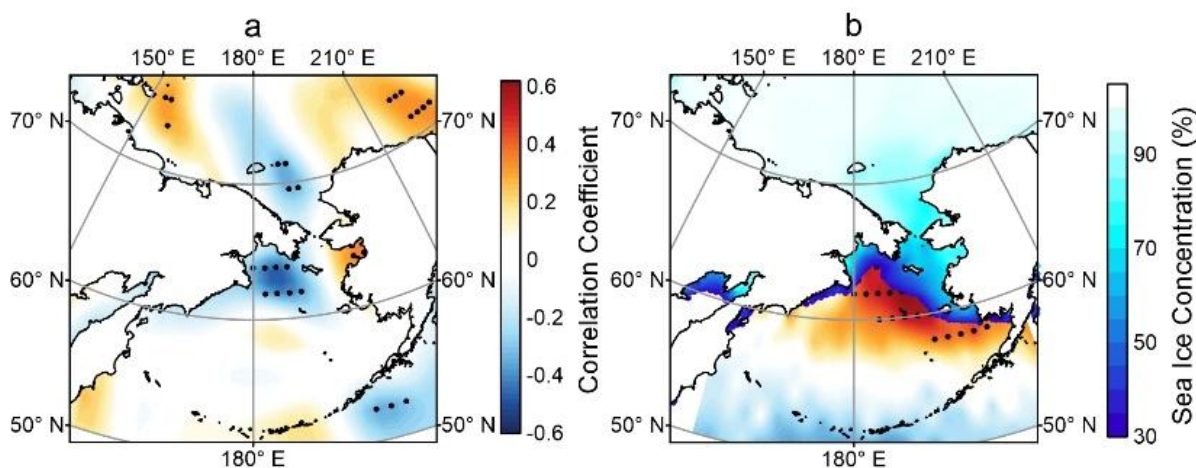 a
150° E 180° E 210° E
70° N 70° N
60° N 60° N
50° N 50° N
180° E
0.6
0.4
0.2
0
-0.2
-0.4
-0.6
Correlation Coefficient
b
150° E 180° E 210° E
70° N 70° N
60° N 60° N
50° N 50° N
180° E
90
70
50
30
Sea Ice Concentration (%)